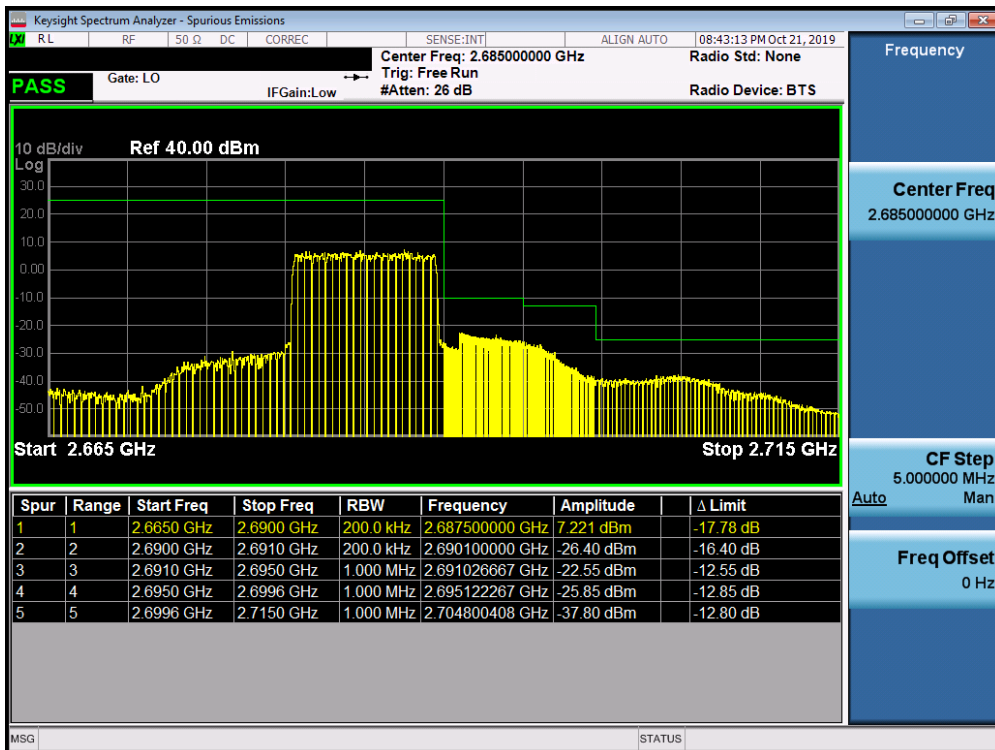 Keysight Spectrum Analyzer - Spurious Emissions
LXI RL RF 50 Ω DC CORREC SENSE:INT ALIGN AUTO 08:43:13 PM Oct 21, 2019
Frequency
Center Freq: 2.685000000 GHz Radio Std: None
Gate: LO Trig: Free Run
PASS IFGain:Low #Atten: 26 dB Radio Device: BTS
10 dB/div Ref 40.00 dBm
Log
30.0
20.0
10.0
0.00
-10.0
-20.0
-30.0
-40.0
-50.0
Start 2.665 GHz Stop 2.715 GHz
Spur Range Start Freq Stop Freq RBW Frequency Amplitude Δ Limit
1 1 2.6650 GHz 2.6900 GHz 200.0 kHz 2.687500000 GHz 7.221 dBm -17.78 dB
2 2 2.6900 GHz 2.6910 GHz 200.0 kHz 2.690100000 GHz -26.40 dBm -16.40 dB
3 3 2.6910 GHz 2.6950 GHz 1.000 MHz 2.691026667 GHz -22.55 dBm -12.55 dB
4 4 2.6950 GHz 2.6996 GHz 1.000 MHz 2.695122267 GHz -25.85 dBm -12.85 dB
5 5 2.6996 GHz 2.7150 GHz 1.000 MHz 2.704800408 GHz -37.80 dBm -12.80 dB
Center Freq
2.685000000 GHz
CF Step
5.000000 MHz
Auto Man
Freq Offset
0 Hz
MSG STATUS